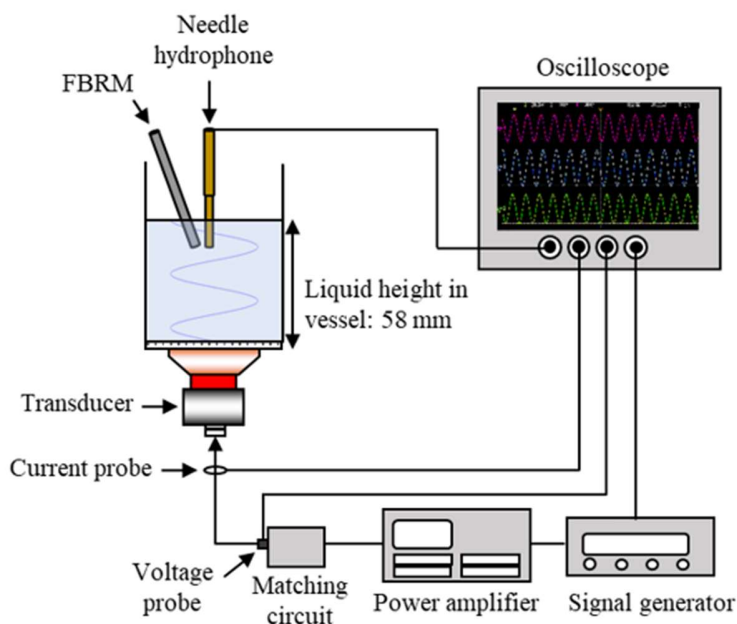 Needle
hydrophone
FBRM
Oscilloscope
Liquid height in
vessel: 58 mm
Transducer
Current probe
Voltage
probe
Matching
circuit
Power amplifier
Signal generator